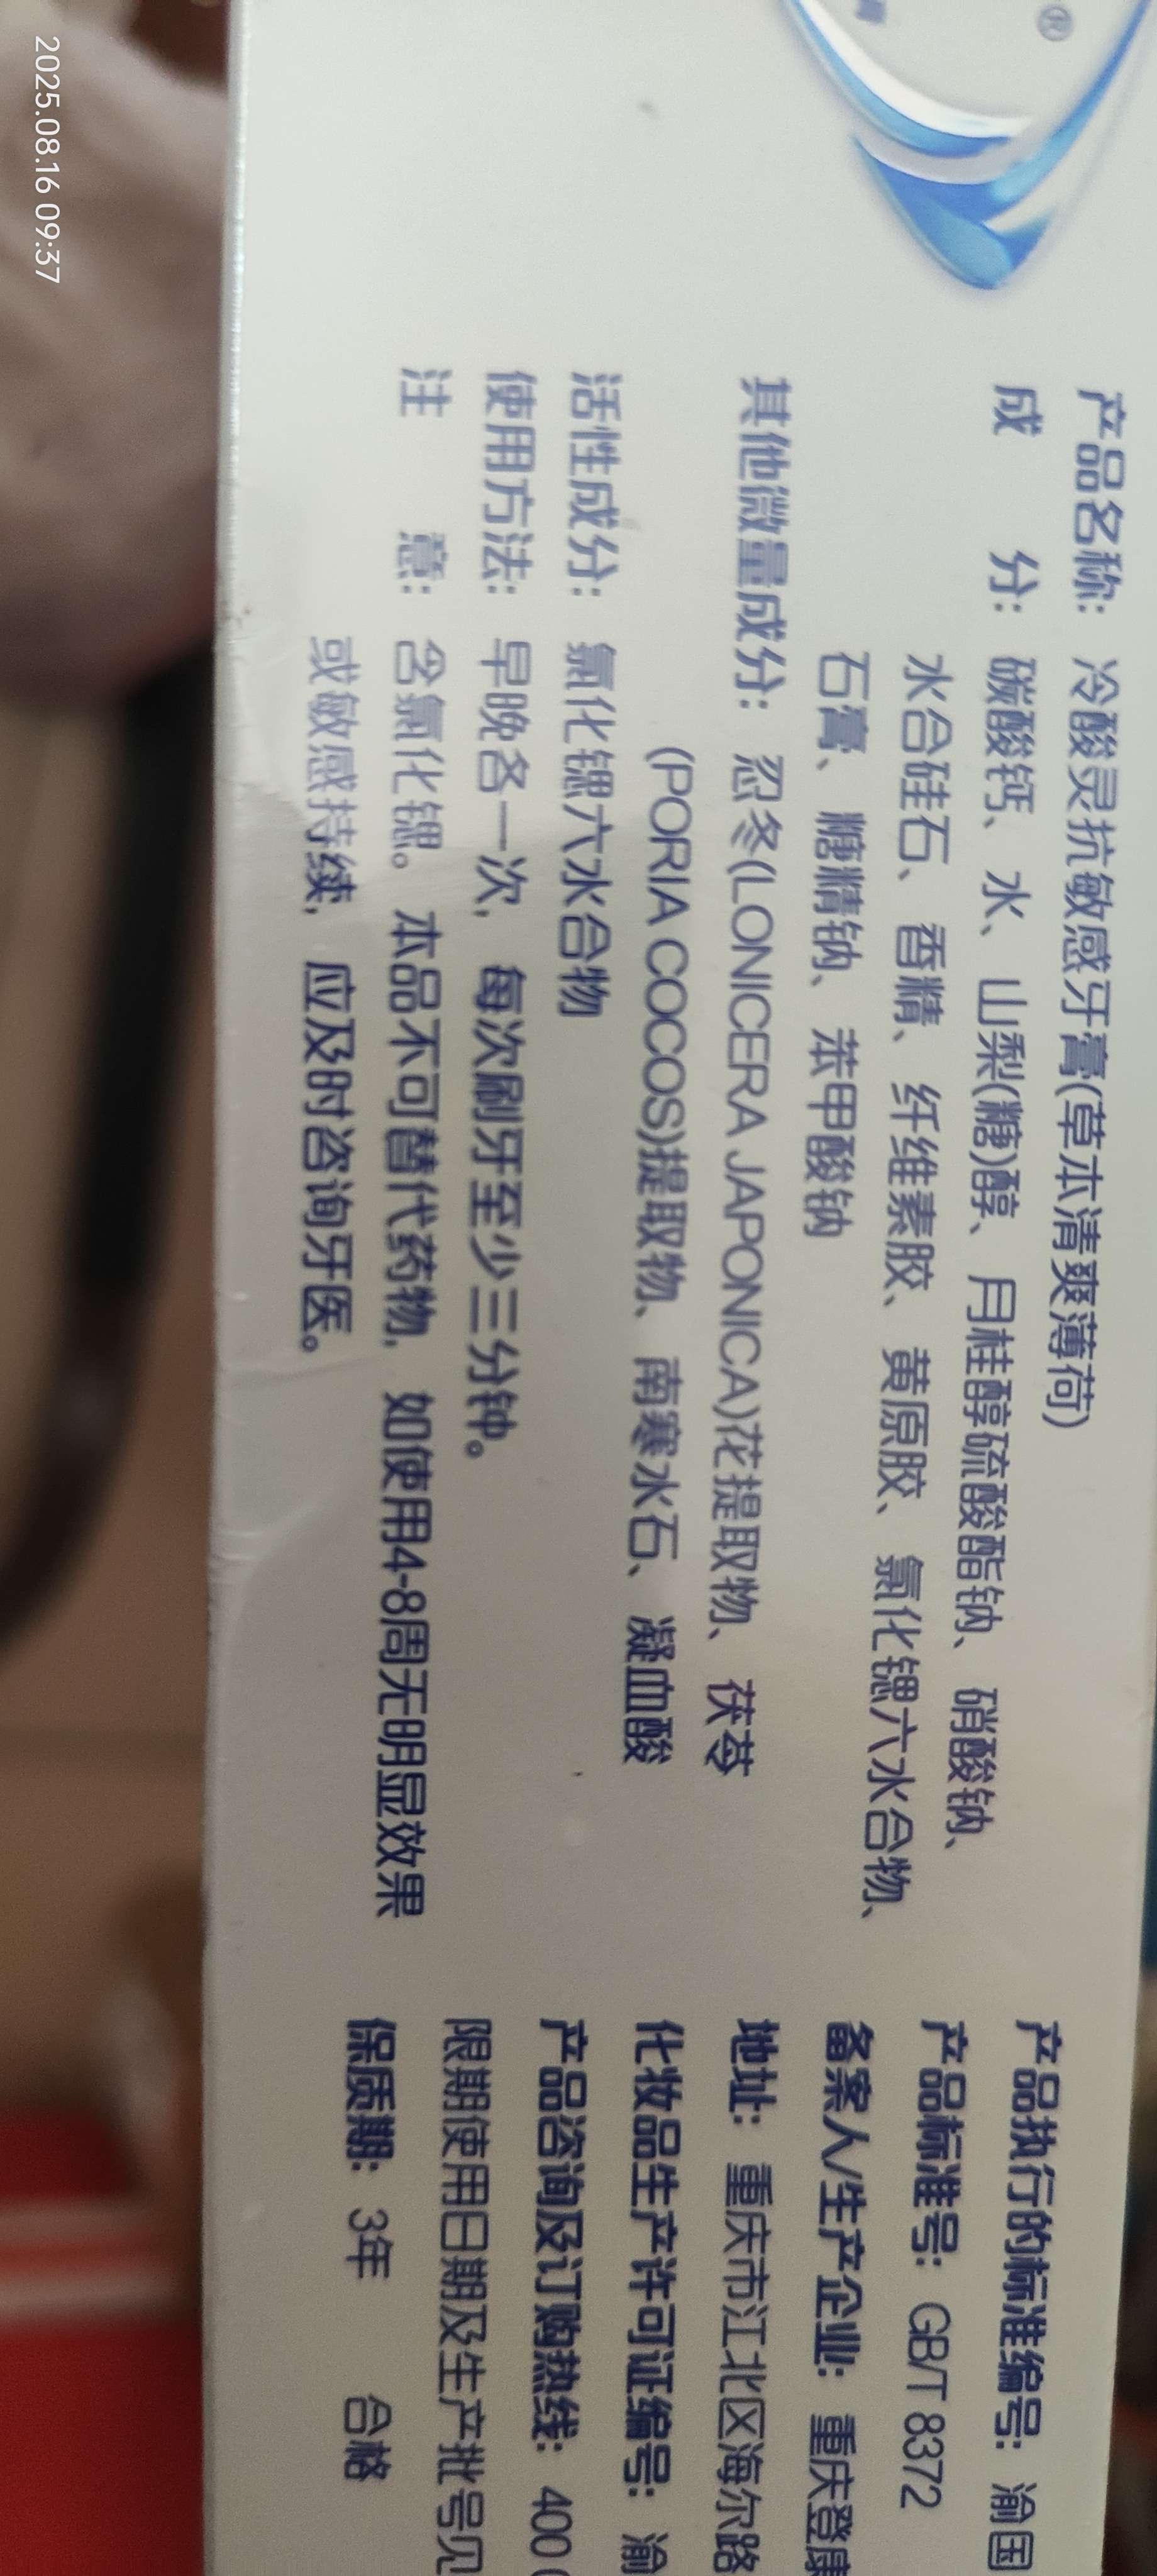 ®
产品名称：冷酸灵抗敏感牙膏(草本清爽薄荷)
成 分：碳酸钙、水、山梨(糖)醇、月桂醇硫酸酯钠、硝酸钠、
水合硅石、香精、纤维素胶、黄原胶、氯化锶六水合物、
石膏、糖精钠、苯甲酸钠
其他微量成分：忍冬(LONICERA JAPONICA)花提取物、茯苓
(PORIA COCOS)提取物、南寒水石、凝血酸
活性成分：氯化锶六水合物
使用方法：早晚各一次，每次刷牙至少三分钟。
注 意：含氯化锶。本品不可替代药物，如使用4-8周无明显效果
或敏感持续，应及时咨询牙医。
产品执行的标准编号：渝国
产品标准号：GB/T 8372
备案人/生产企业：重庆登康
地址：重庆市江北区海尔路
化妆品生产许可证编号：渝
产品咨询及订购热线：400
限期使用日期及生产批号见
保质期：3年 合格
2025.08.16 09:37